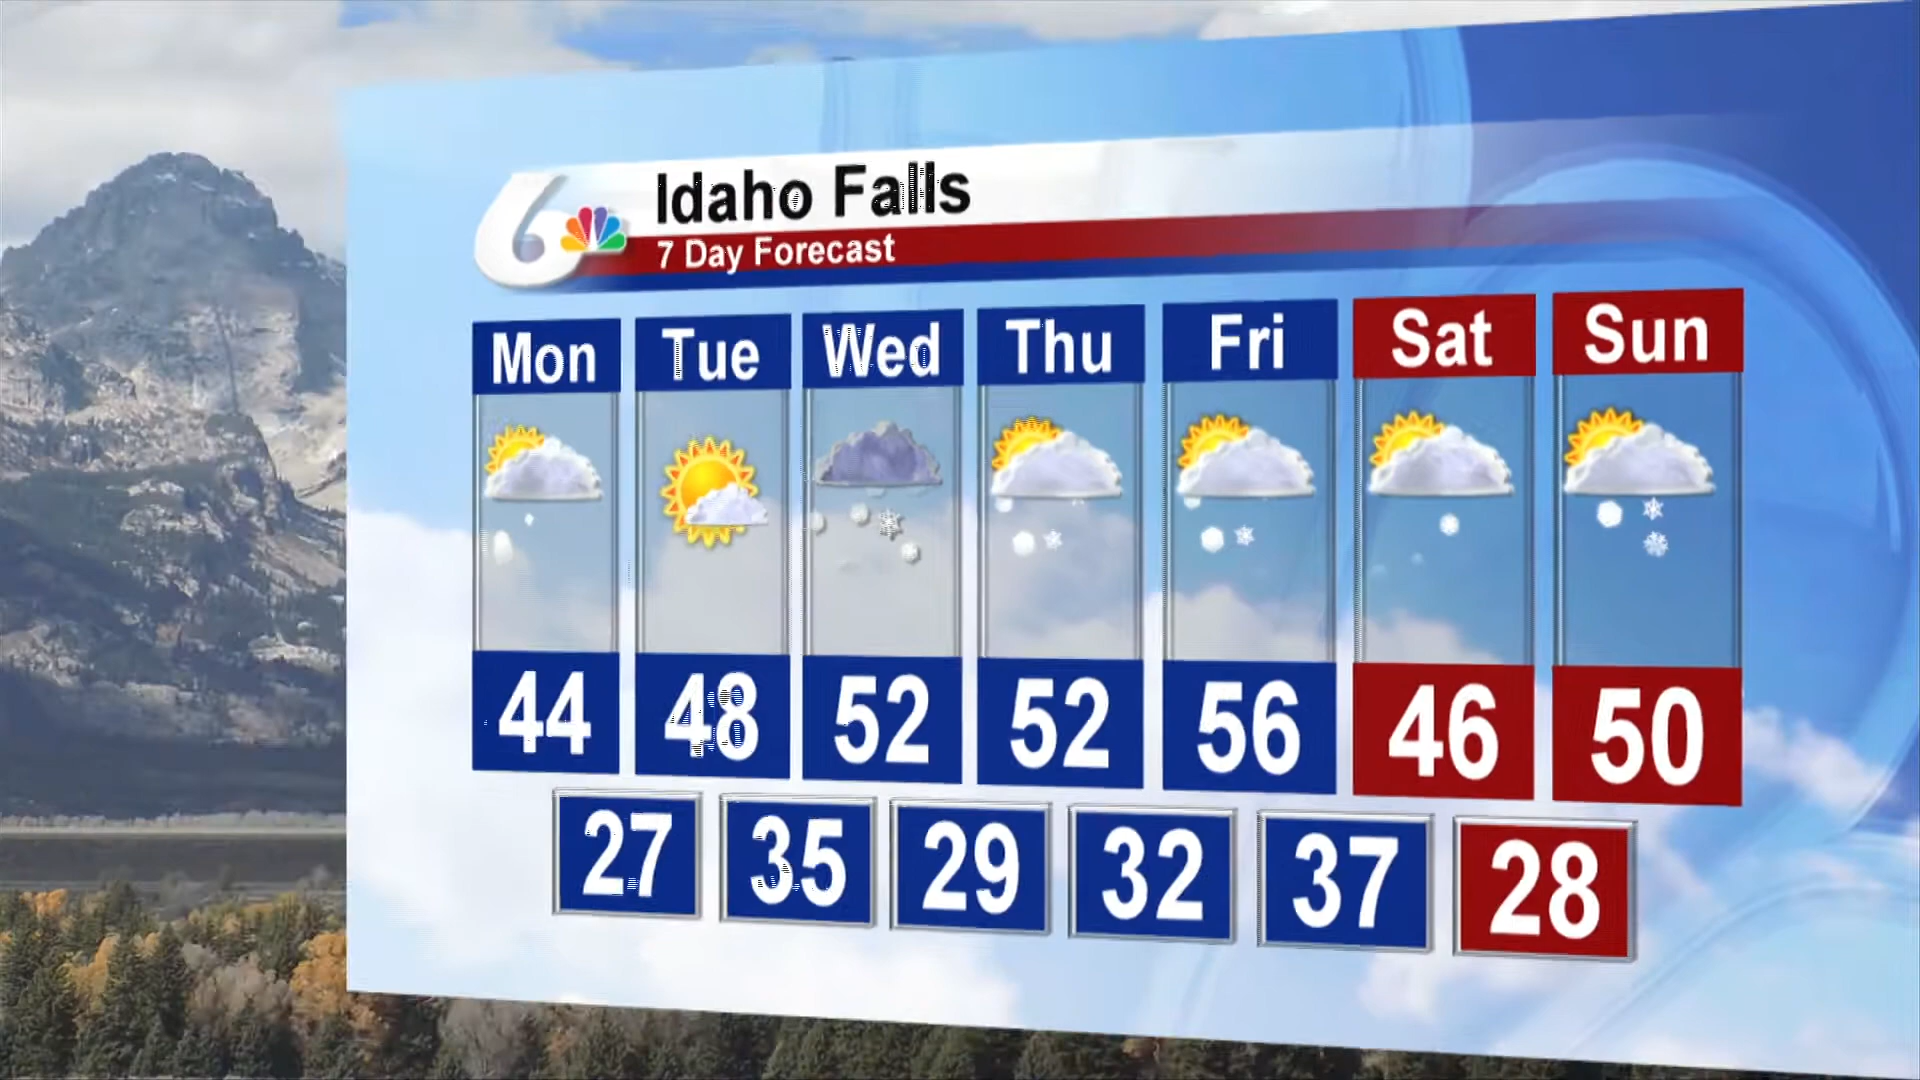 6
Idaho Falls
7 Day Forecast
Mon Tue Wed Thu Fri Sat Sun
44 48 52 52 56 46 50
27 35 29 32 37 28